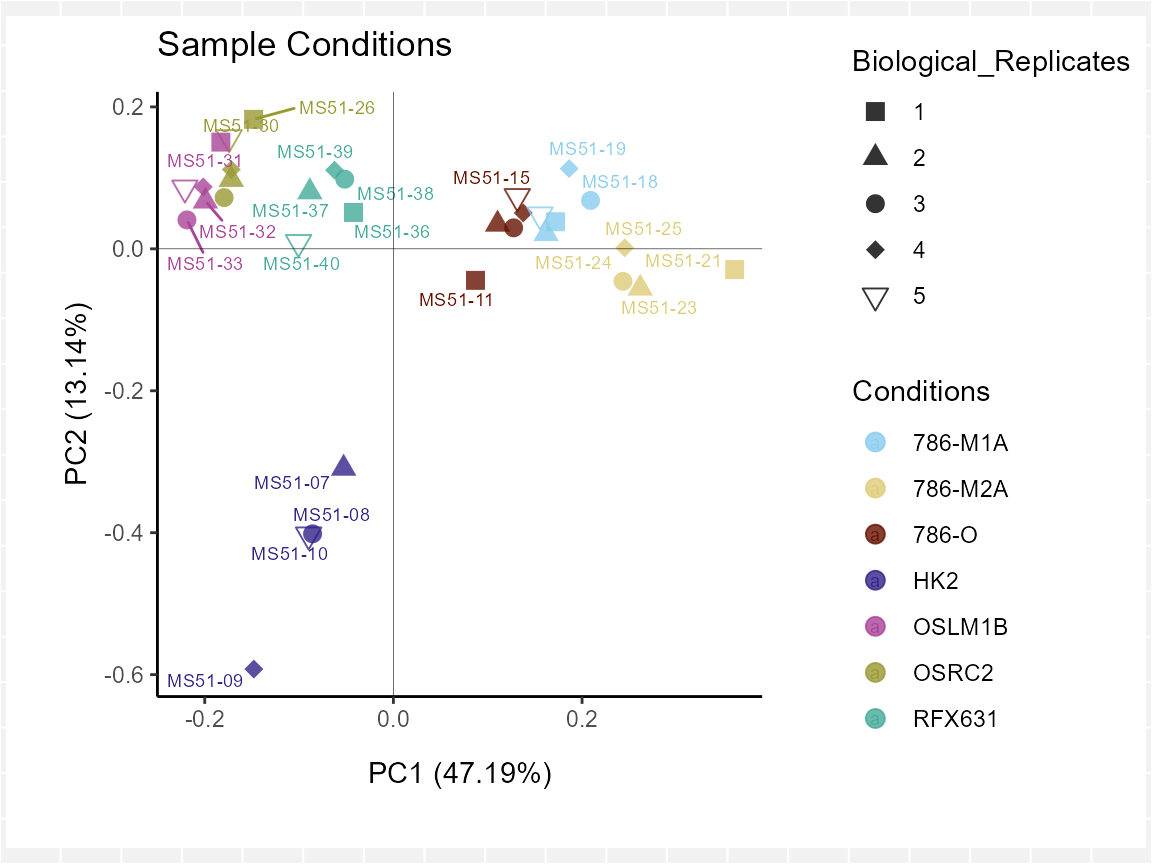 Sample Conditions
Biological_Replicates
1
2
3
4
5
Conditions
a 786-M1A
a 786-M2A
a 786-O
a HK2
a OSLM1B
a OSRC2
a RFX631
PC2 (13.14%)
0.2
0.0
-0.2
-0.4
-0.6
MS51-26
MS51-30
MS51-31
MS51-39
MS51-19
MS51-15
MS51-18
MS51-38
MS51-37
MS51-32
MS51-36
MS51-25
MS51-33
MS51-40
MS51-24
MS51-21
MS51-11
MS51-23
MS51-07
MS51-08
MS51-10
MS51-09
-0.2
0.0
0.2
PC1 (47.19%)